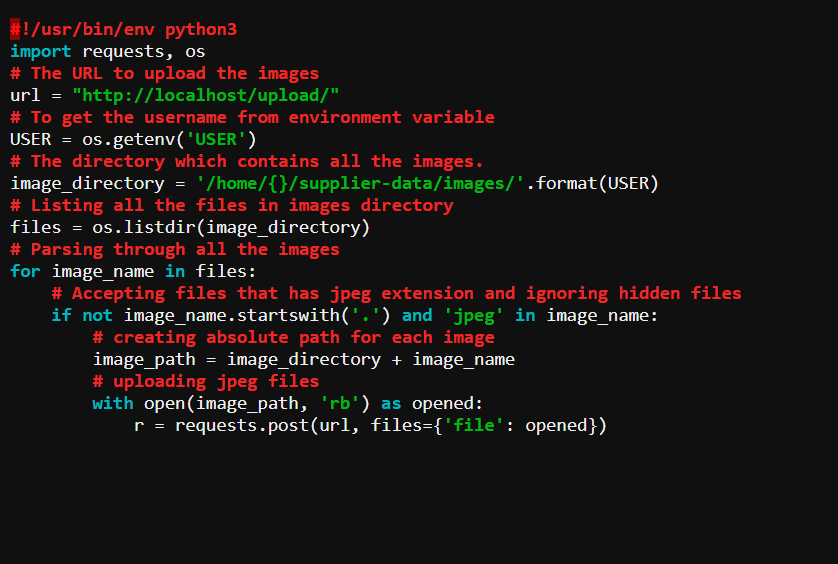 #!/usr/bin/env python3
import requests, os
# The URL to upload the images
url = "http://localhost/upload/"
# To get the username from environment variable
USER = os.getenv('USER')
# The directory which contains all the images.
image_directory = '/home/{}/supplier-data/images/'.format(USER)
# Listing all the files in images directory
files = os.listdir(image_directory)
# Parsing through all the images
for image_name in files:
    # Accepting files that has jpeg extension and ignoring hidden files
    if not image_name.startswith('.') and 'jpeg' in image_name:
        # creating absolute path for each image
        image_path = image_directory + image_name
        # uploading jpeg files
        with open(image_path, 'rb') as opened:
            r = requests.post(url, files={'file': opened})